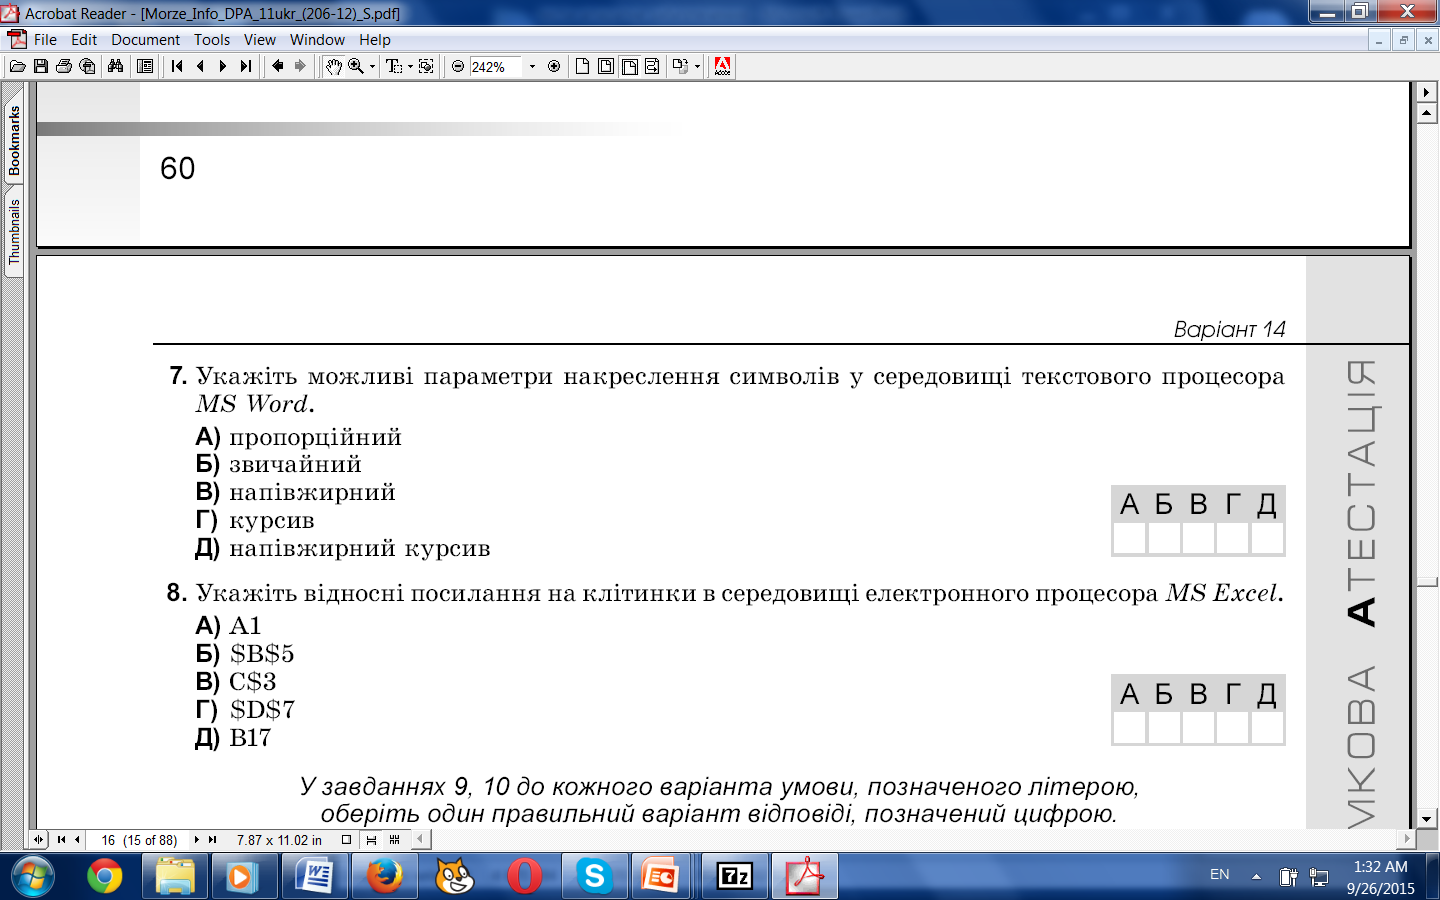 Acrobat Reader - [Morze_Info_DPA_11ukr_(206-12)_S.pdf]
File Edit Document Tools View Window Help
242%
Bookmarks
Thumbnails
60
Варіант 14
7. Укажіть можливі параметри накреслення символів у середовищі текстового процесора
MS Word.
А) пропорційний
Б) звичайний
В) напівжирний
Г) курсив
Д) напівжирний курсив
А Б В Г Д
8. Укажіть відносні посилання на клітинки в середовищі електронного процесора MS Excel.
А) A1
Б) $B$5
В) C$3
Г) $D$7
Д) B17
А Б В Г Д
У завданнях 9, 10 до кожного варіанта умови, позначеного літерою,
оберіть один правильний варіант відповіді, позначений цифрою.
МКОВА АТЕСТАЦІЯ
16 (15 of 88) 7.87 x 11.02 in
EN
1:32 AM
9/26/2015